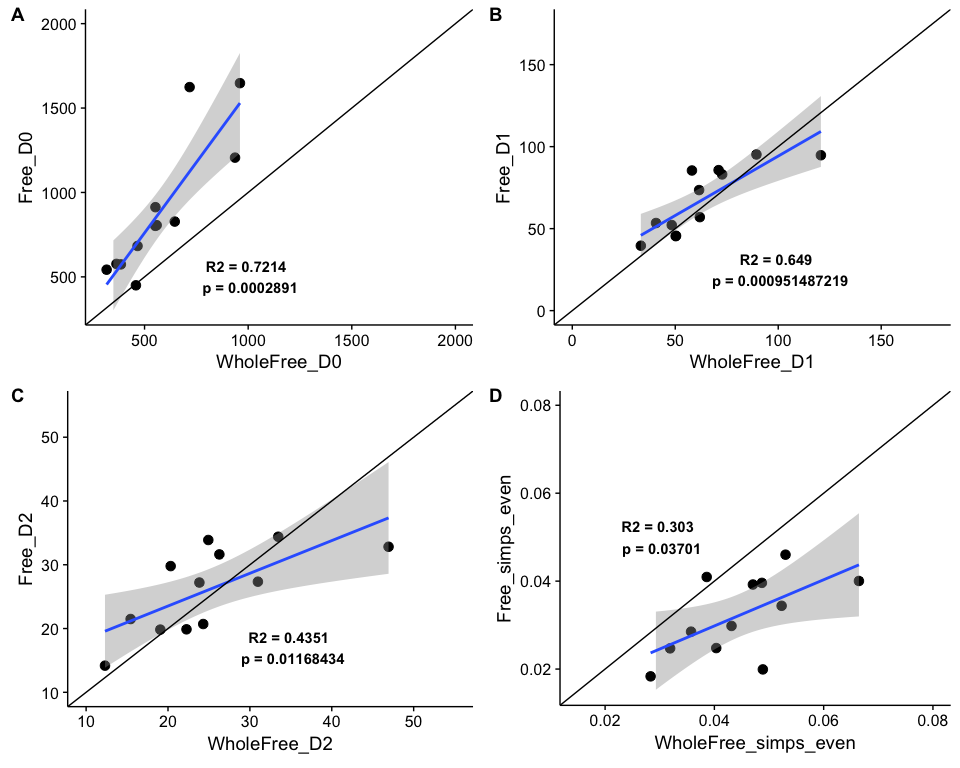 A
Free_D0
2000
1500
1000
500
R2 = 0.7214
p = 0.0002891
500
1000
1500
2000
WholeFree_D0
B
Free_D1
150
100
50
0
R2 = 0.649
p = 0.000951487219
0
50
100
150
WholeFree_D1
C
Free_D2
50
40
30
20
10
R2 = 0.4351
p = 0.01168434
10
20
30
40
50
WholeFree_D2
D
Free_simps_even
0.08
0.06
0.04
0.02
R2 = 0.303
p = 0.03701
0.02
0.04
0.06
0.08
WholeFree_simps_even